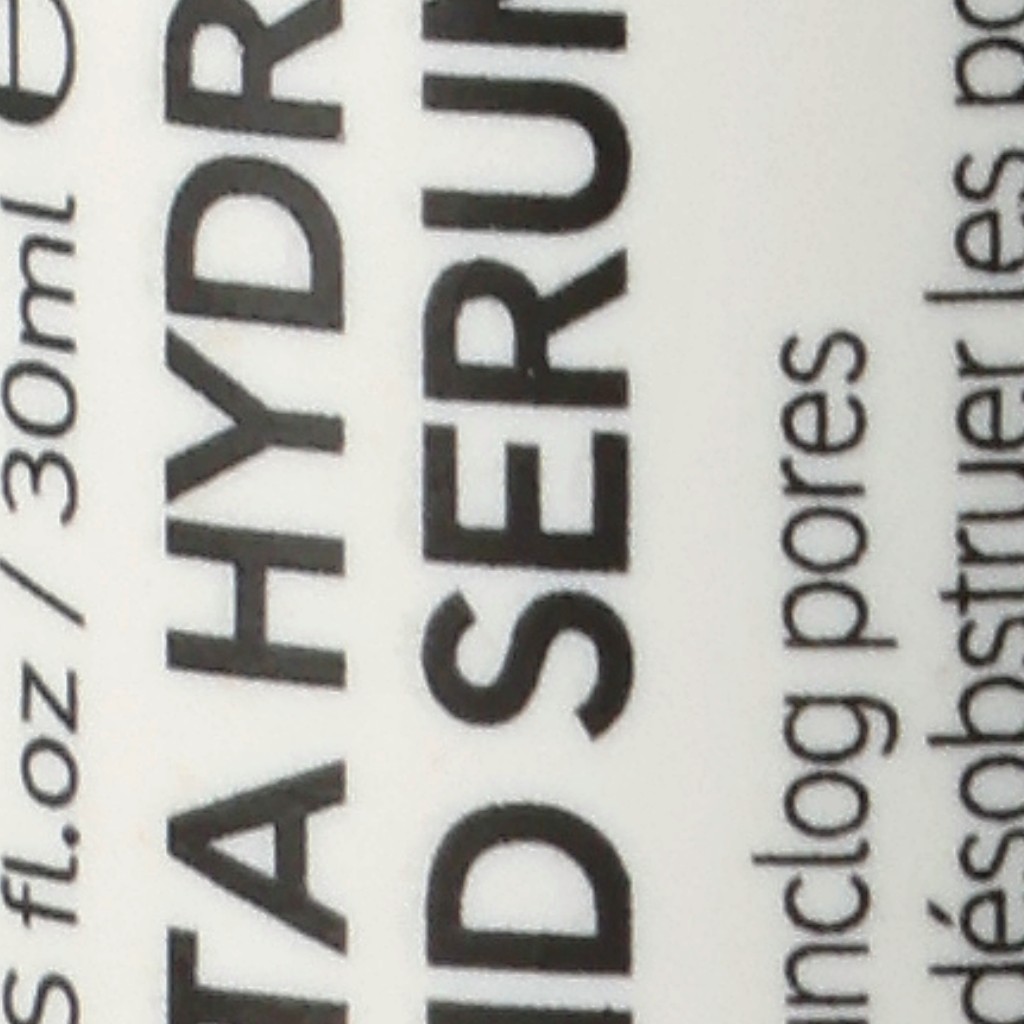 S fl.oz / 30ml e
TA HYDR
ID SERUM
nclog pores
désobstruer les po